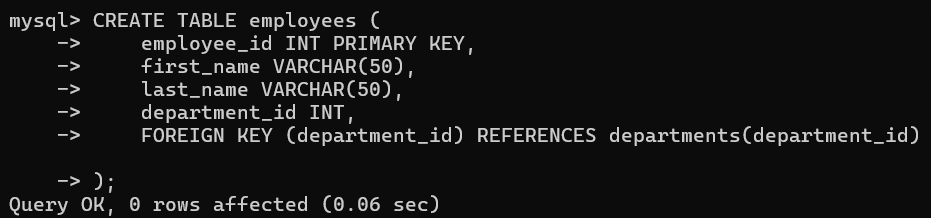 mysql> CREATE TABLE employees (
    ->     employee_id INT PRIMARY KEY,
    ->     first_name VARCHAR(50),
    ->     last_name VARCHAR(50),
    ->     department_id INT,
    ->     FOREIGN KEY (department_id) REFERENCES departments(department_id)
    -> );
Query OK, 0 rows affected (0.06 sec)